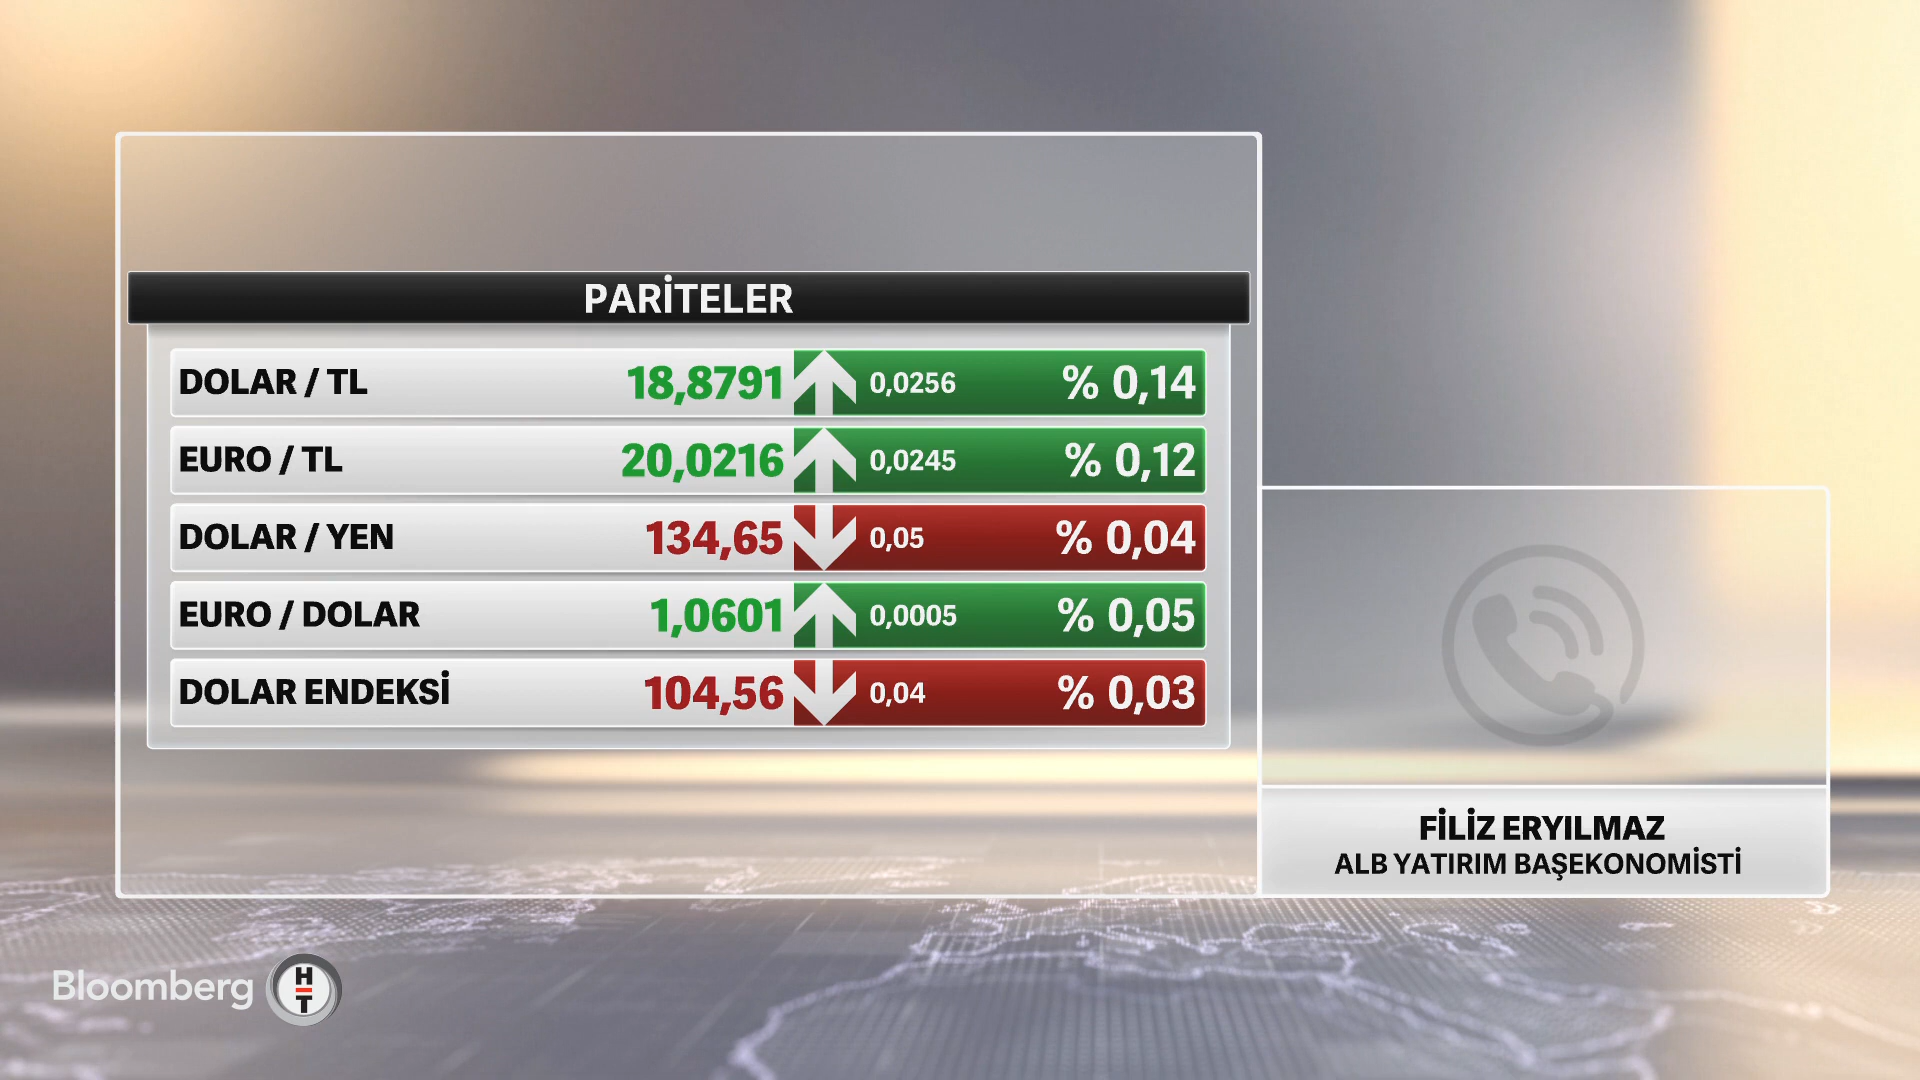 PARİTELER
DOLAR / TL 18,8791 0,0256 % 0,14
EURO / TL 20,0216 0,0245 % 0,12
DOLAR / YEN 134,65 0,05 % 0,04
EURO / DOLAR 1,0601 0,0005 % 0,05
DOLAR ENDEKSİ 104,56 0,04 % 0,03
FİLİZ ERYILMAZ
ALB YATIRIM BAŞEKONOMİSTİ
Bloomberg HT